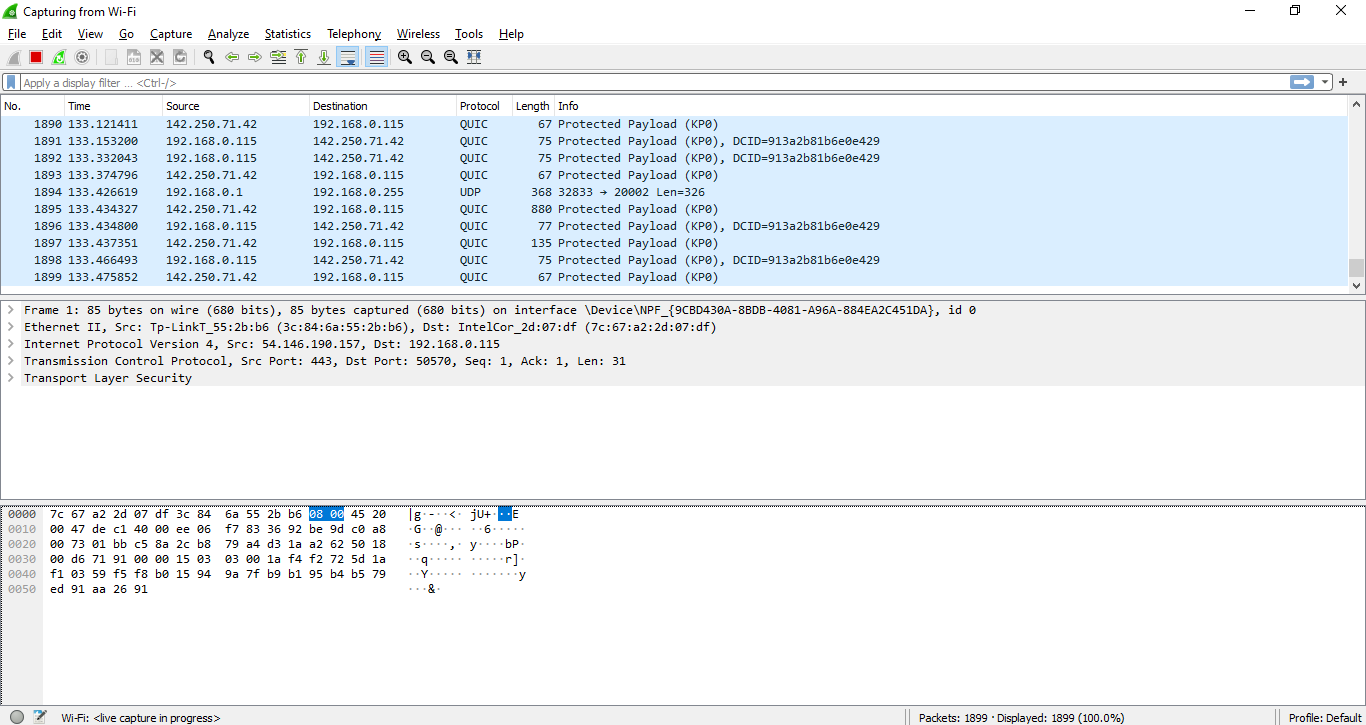 Capturing from Wi-Fi
File Edit View Go Capture Analyze Statistics Telephony Wireless Tools Help
Apply a display filter ... <Ctrl-/>
No. Time Source Destination Protocol Length Info
1890 133.121411 142.250.71.42 192.168.0.115 QUIC 67 Protected Payload (KP0)
1891 133.153200 192.168.0.115 142.250.71.42 QUIC 75 Protected Payload (KP0), DCID=913a2b81b6e0e429
1892 133.332043 192.168.0.115 142.250.71.42 QUIC 75 Protected Payload (KP0), DCID=913a2b81b6e0e429
1893 133.374796 142.250.71.42 192.168.0.115 QUIC 67 Protected Payload (KP0)
1894 133.426619 192.168.0.1 192.168.0.255 UDP 368 32833 → 20002 Len=326
1895 133.434327 142.250.71.42 192.168.0.115 QUIC 880 Protected Payload (KP0)
1896 133.434800 192.168.0.115 142.250.71.42 QUIC 77 Protected Payload (KP0), DCID=913a2b81b6e0e429
1897 133.437351 142.250.71.42 192.168.0.115 QUIC 135 Protected Payload (KP0)
1898 133.466493 192.168.0.115 142.250.71.42 QUIC 75 Protected Payload (KP0), DCID=913a2b81b6e0e429
1899 133.475852 142.250.71.42 192.168.0.115 QUIC 67 Protected Payload (KP0)
Frame 1: 85 bytes on wire (680 bits), 85 bytes captured (680 bits) on interface \Device\NPF_{9CBD430A-8BDB-4081-A96A-884EA2C451DA}, id 0
Ethernet II, Src: Tp-LinkT_55:2b:b6 (3c:84:6a:55:2b:b6), Dst: IntelCor_2d:07:df (7c:67:a2:2d:07:df)
Internet Protocol Version 4, Src: 54.146.190.157, Dst: 192.168.0.115
Transmission Control Protocol, Src Port: 443, Dst Port: 50570, Seq: 1, Ack: 1, Len: 31
Transport Layer Security
0000 7c 67 a2 2d 07 df 3c 84 6a 55 2b b6 08 00 45 20 |g·-··<· jU+···E
0010 00 47 de c1 40 00 ee 06 f7 83 36 92 be 9d c0 a8 ·G··@··· ··6·····
0020 00 73 01 bb c5 8a 2c b8 79 a4 d3 1a a2 62 50 18 ·s····,· y····bP·
0030 00 d6 71 91 00 00 15 03 03 00 1a f4 f2 72 5d 1a ··q····· ·····r]·
0040 f1 03 59 f5 f8 b0 15 94 9a 7f b9 b1 95 b4 b5 79 ··Y····· ·······y
0050 ed 91 aa 26 91 ···&·
Wi-Fi: <live capture in progress> Packets: 1899 · Displayed: 1899 (100.0%) Profile: Default